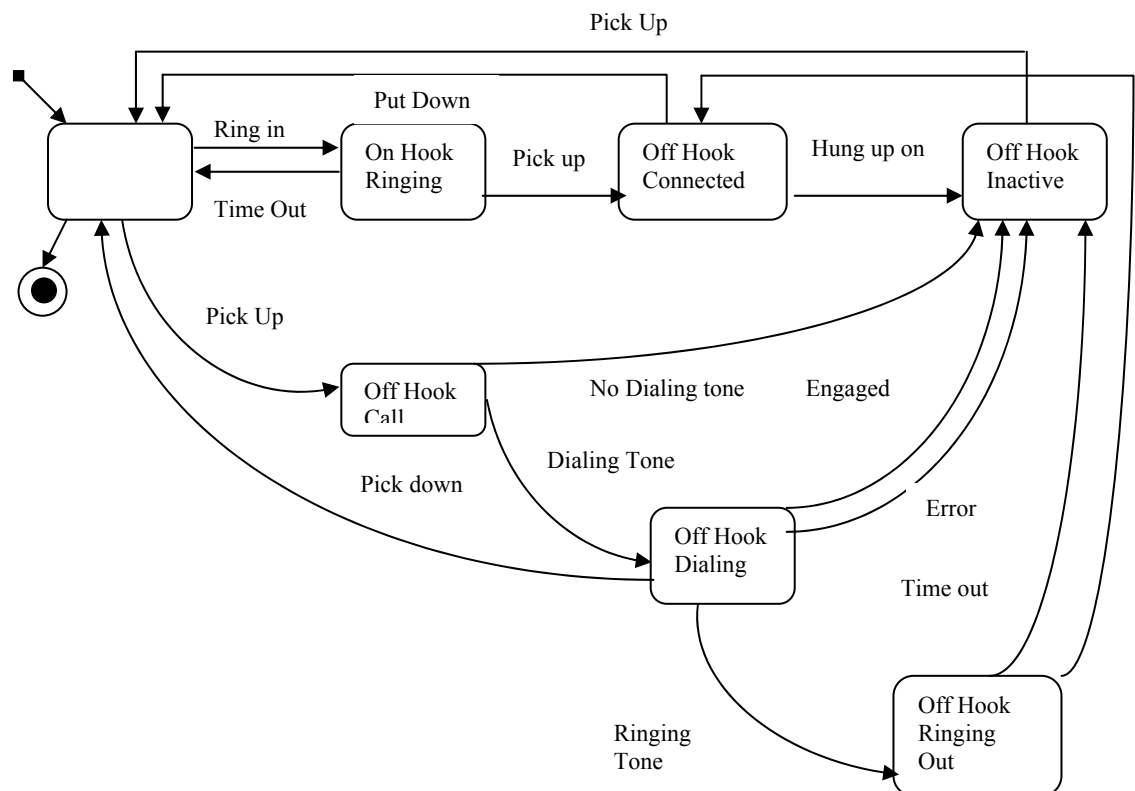 Pick Up
Put Down
Ring in
On Hook
Ringing
Pick up
Off Hook
Connected
Hung up on
Off Hook
Inactive
Time Out
Pick Up
Off Hook
Call
No Dialing tone
Engaged
Dialing Tone
Pick down
Error
Off Hook
Dialing
Time out
Off Hook
Ringing
Out
Ringing
Tone